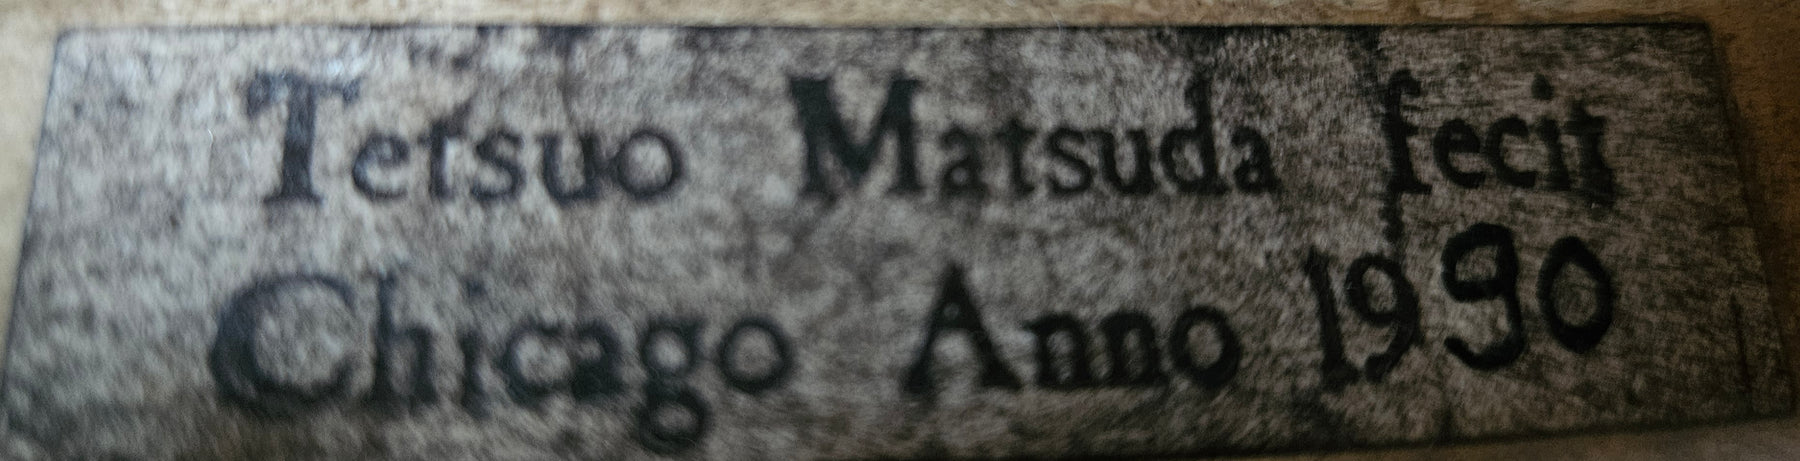 Tetsuo Matsuda fecit
Chicago Anno 1990